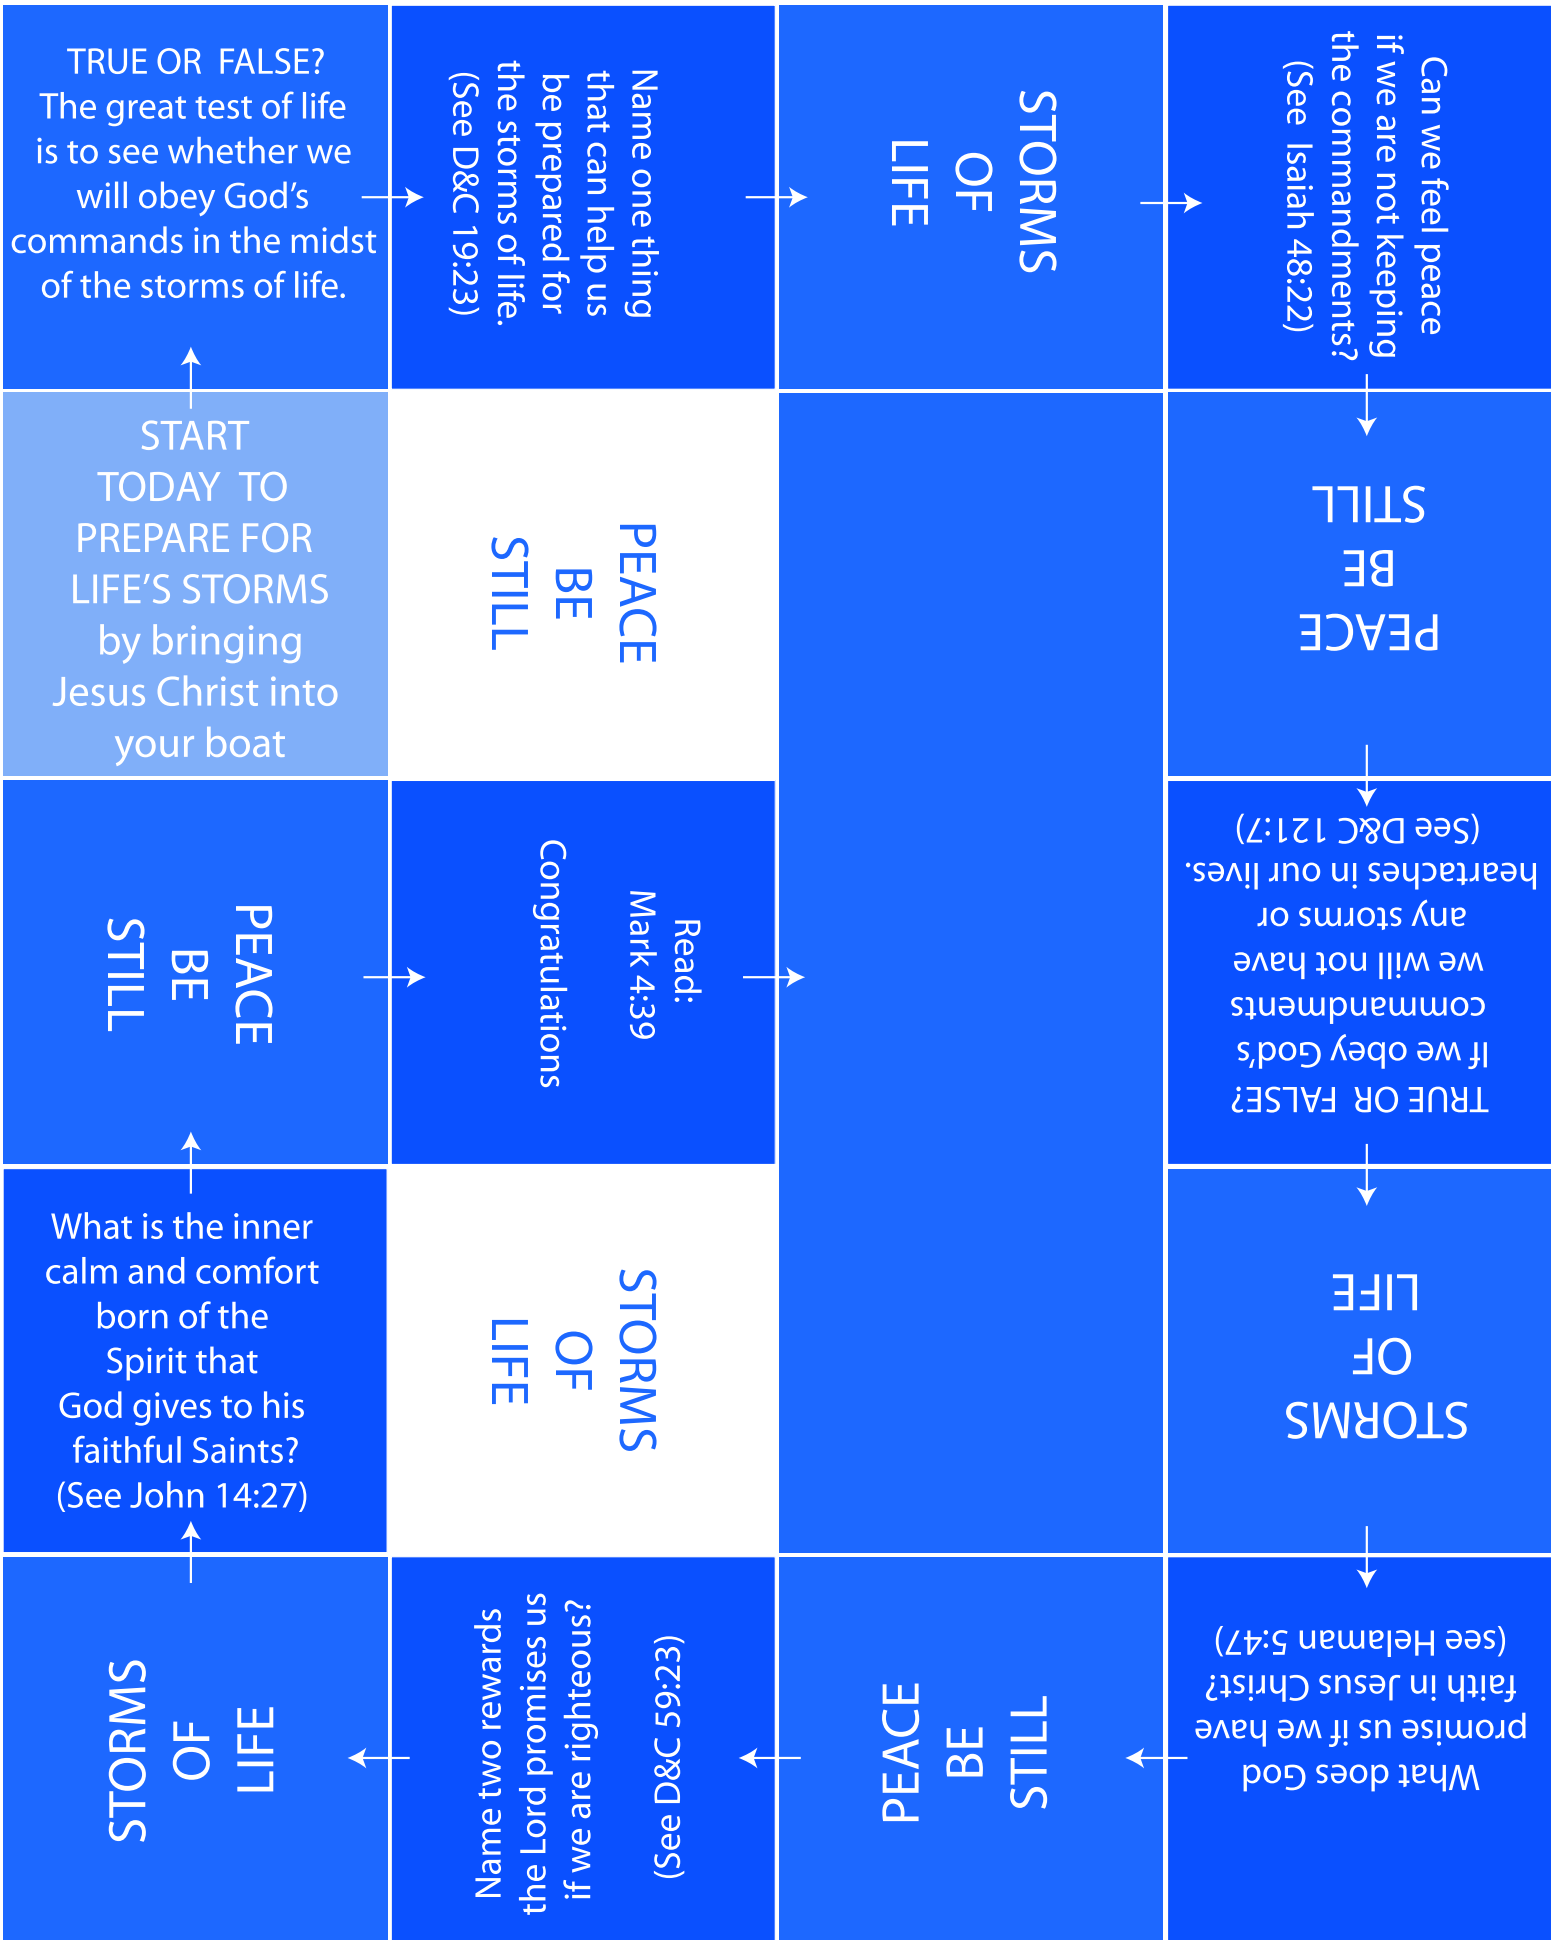 TRUE OR FALSE?
The great test of life
is to see whether we
will obey God’s
commands in the midst
of the storms of life.
Name one thing
that can help us
be prepared for
the storms of life.
(See D&C 19:23)
STORMS
OF
LIFE
Can we feel peace
if we are not keeping
the commandments?
(See Isaiah 48:22)
START
TODAY TO
PREPARE FOR
LIFE’S STORMS
by bringing
Jesus Christ into
your boat
PEACE
BE
STILL
PEACE
BE
STILL
PEACE
BE
STILL
Read:
Mark 4:39
Congratulations
TRUE OR FALSE?
If we obey God’s
commandments
we will not have
any storms or
heartaches in our lives.
(See D&C 121:7)
What is the inner
calm and comfort
born of the
Spirit that
God gives to his
faithful Saints?
(See John 14:27)
STORMS
OF
LIFE
STORMS
OF
LIFE
STORMS
OF
LIFE
Name two rewards
the Lord promises us
if we are righteous?
(See D&C 59:23)
PEACE
BE
STILL
What does God
promise us if we have
faith in Jesus Christ?
(see Helaman 5:47)